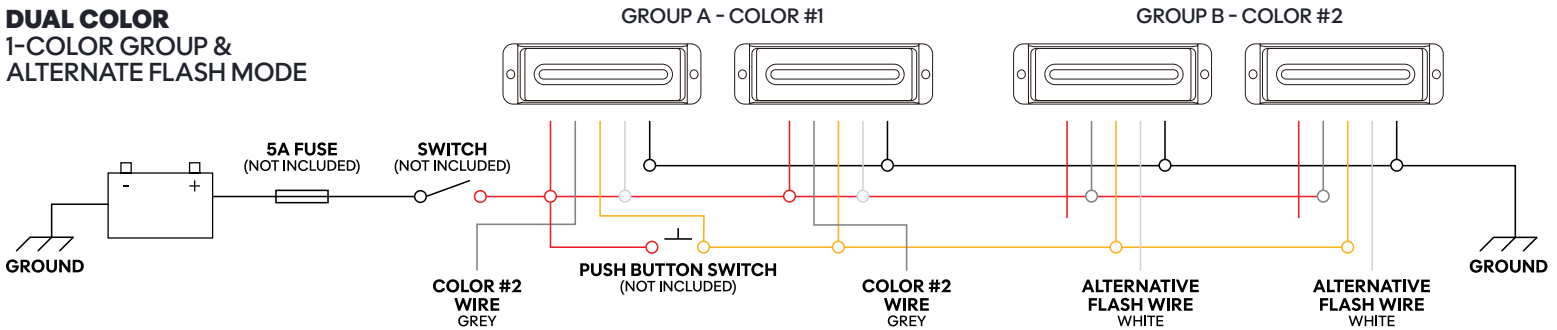 DUAL COLOR
1-COLOR GROUP &
ALTERNATE FLASH MODE
GROUP A - COLOR #1
GROUP B - COLOR #2
5A FUSE
(NOT INCLUDED)
SWITCH
(NOT INCLUDED)
-
+
GROUND
COLOR #2
WIRE
GREY
PUSH BUTTON SWITCH
(NOT INCLUDED)
COLOR #2
WIRE
GREY
ALTERNATIVE
FLASH WIRE
WHITE
ALTERNATIVE
FLASH WIRE
WHITE
GROUND